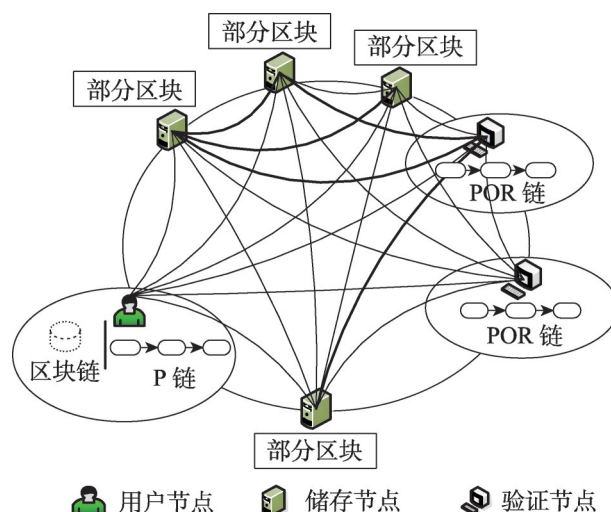 部分区块
部分区块
部分区块
POR 链
POR 链
区块链
P 链
部分区块
用户节点
储存节点
验证节点